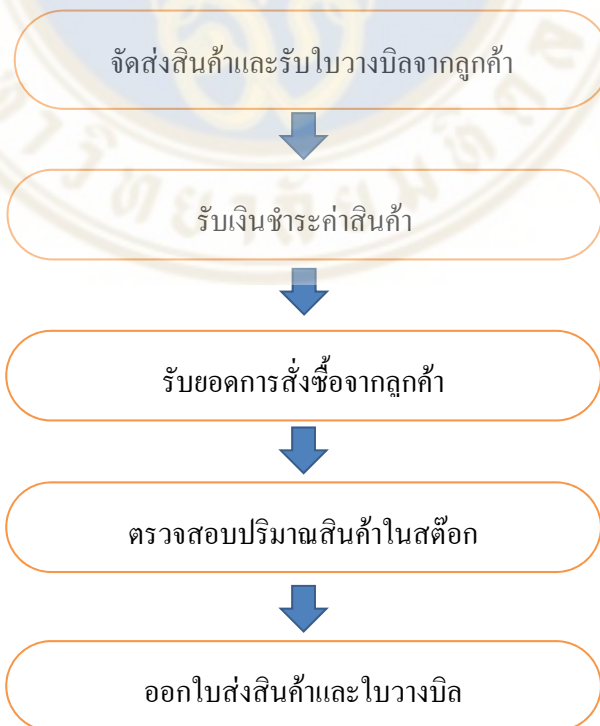 จัดส่งสินค้าและรับใบวางบิลจากลูกค้า
รับเงินชำระค่าสินค้า
รับยอดการสั่งซื้อจากลูกค้า
ตรวจสอบปริมาณสินค้าในสต๊อก
ออกใบส่งสินค้าและใบวางบิล